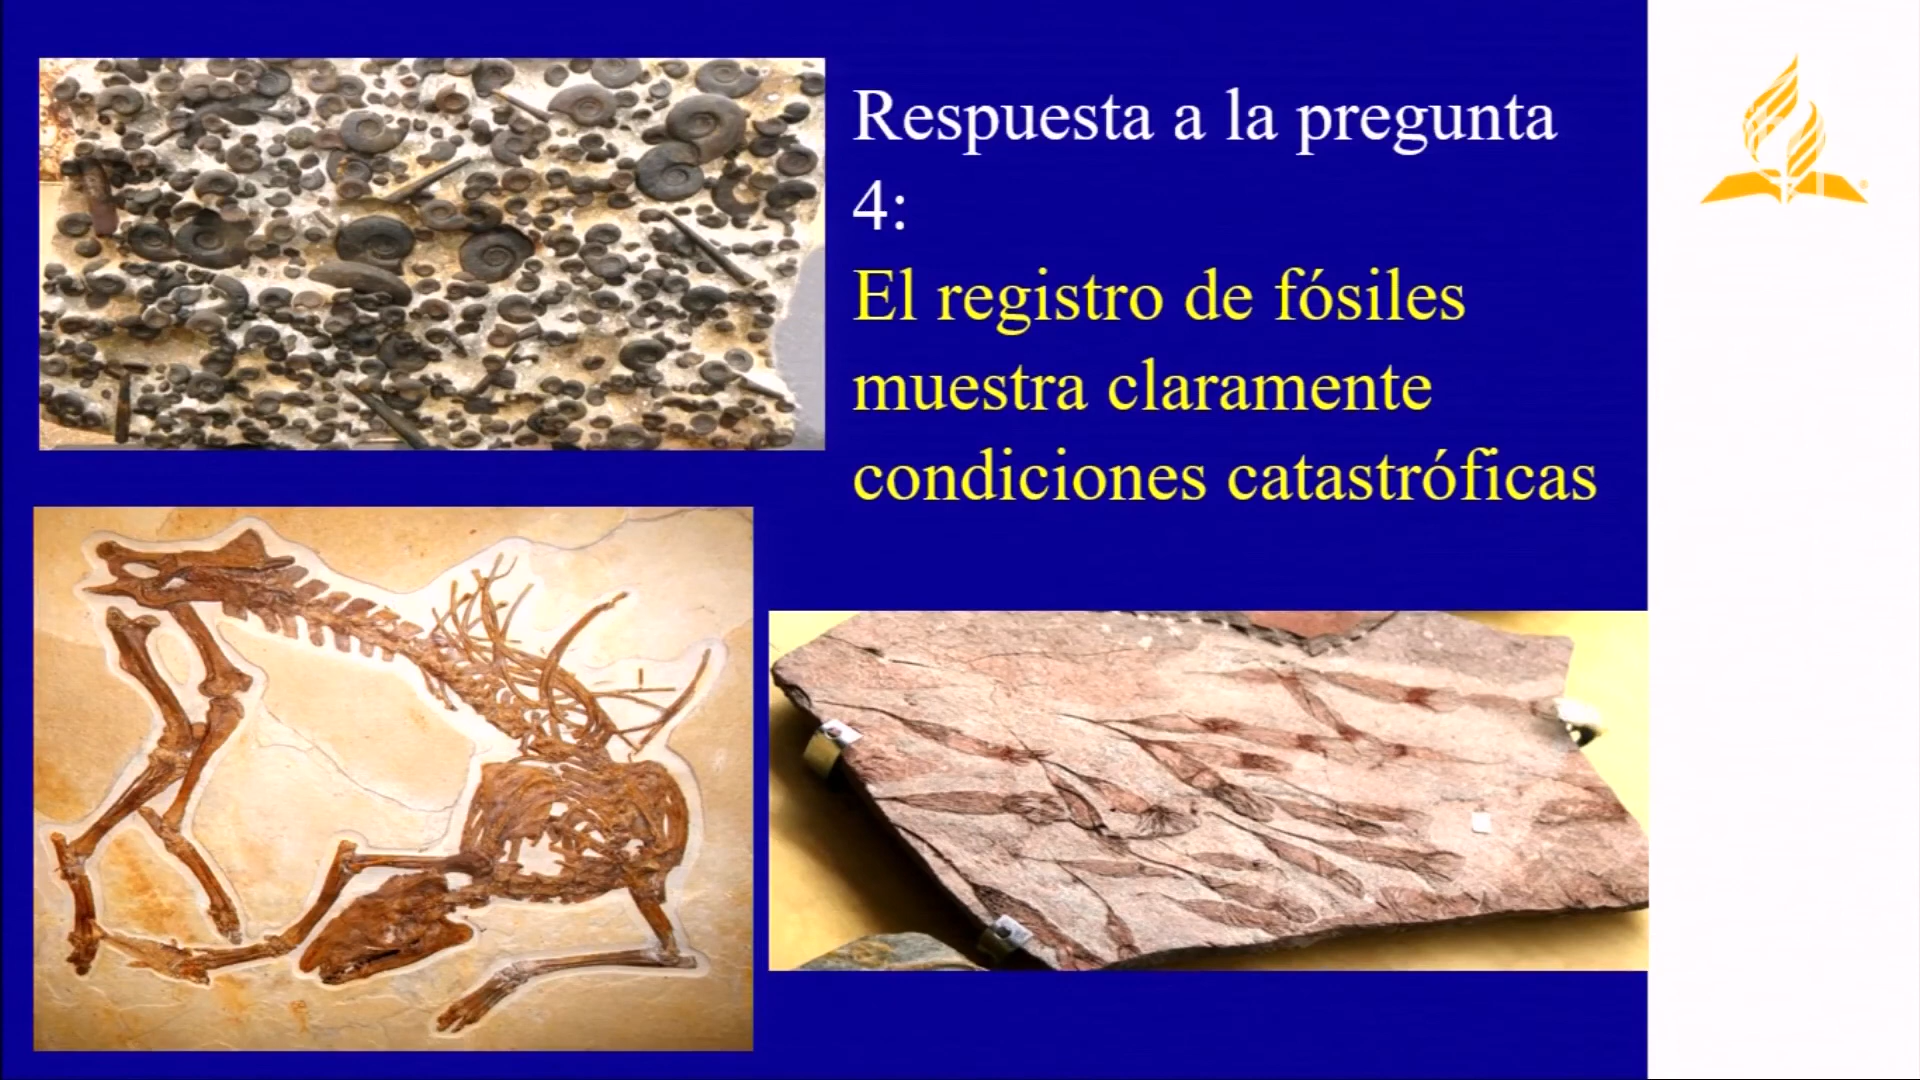 Respuesta a la pregunta
4:
El registro de fósiles
muestra claramente
condiciones catastróficas